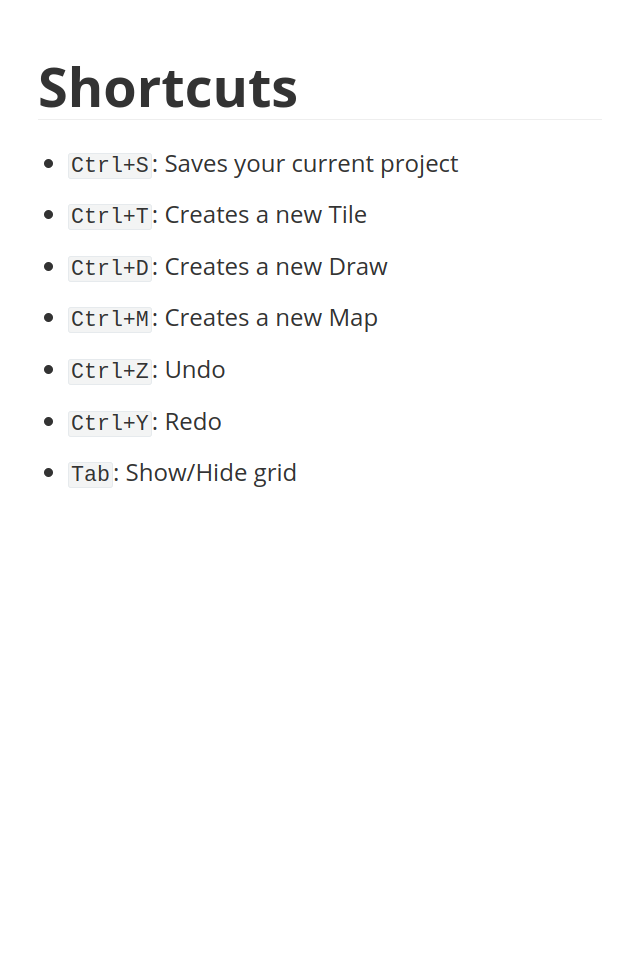 Shortcuts
Ctrl+S: Saves your current project
Ctrl+T: Creates a new Tile
Ctrl+D: Creates a new Draw
Ctrl+M: Creates a new Map
Ctrl+Z: Undo
Ctrl+Y: Redo
Tab: Show/Hide grid